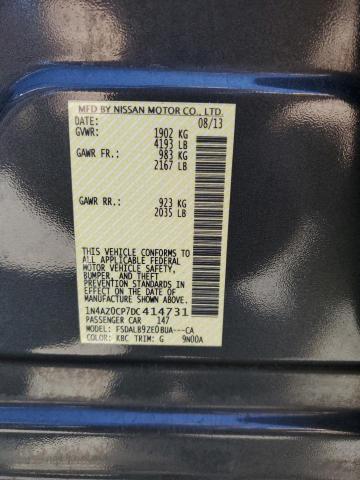 MFD BY NISSAN MOTOR CO., LTD.
DATE: 08/13
GVWR: 1902 KG
4193 LB
GAWR FR.: 983 KG
2167 LB
GAWR RR.: 923 KG
2035 LB
THIS VEHICLE CONFORMS TO
ALL APPLICABLE FEDERAL
MOTOR VEHICLE SAFETY,
BUMPER, AND THEFT
PREVENTION STANDARDS IN
EFFECT ON THE DATE OF
MANUFACTURE SHOWN ABOVE.
1N4AZ0CP7DC414731
PASSENGER CAR 147
MODEL: FSDALB9ZE0BUA---CA
COLOR: KBC TRIM: G 9N00A